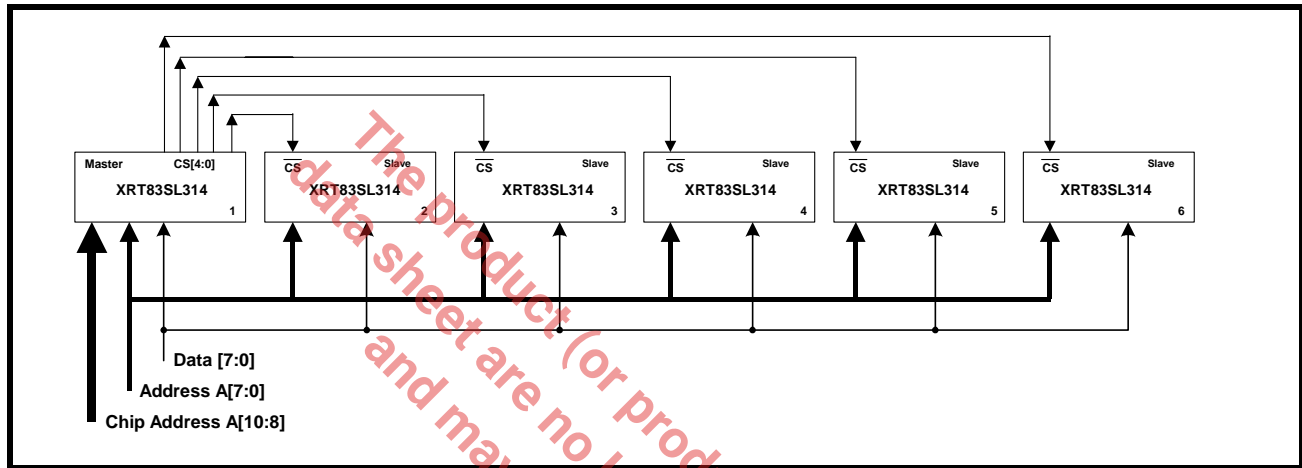 Master CS[4:0]
XRT83SL314
1
CS Slave
XRT83SL314
2
CS Slave
XRT83SL314
3
CS Slave
XRT83SL314
4
CS Slave
XRT83SL314
5
CS Slave
XRT83SL314
6
Data [7:0]
Address A[7:0]
Chip Address A[10:8]
The product (or prod
data sheet are no
and may